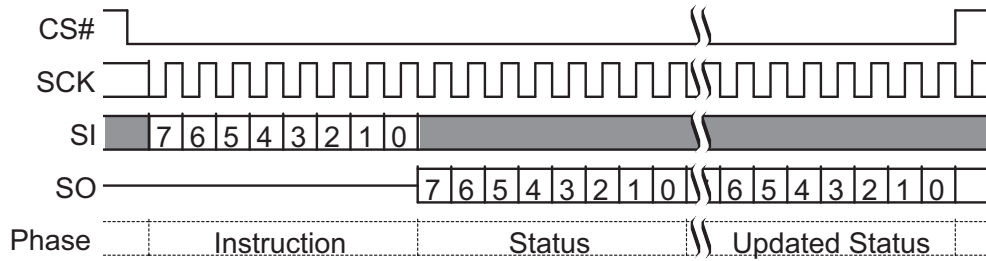 CS#
SCK
SI 7 6 5 4 3 2 1 0
SO 7 6 5 4 3 2 1 0 6 5 4 3 2 1 0
Phase Instruction Status Updated Status